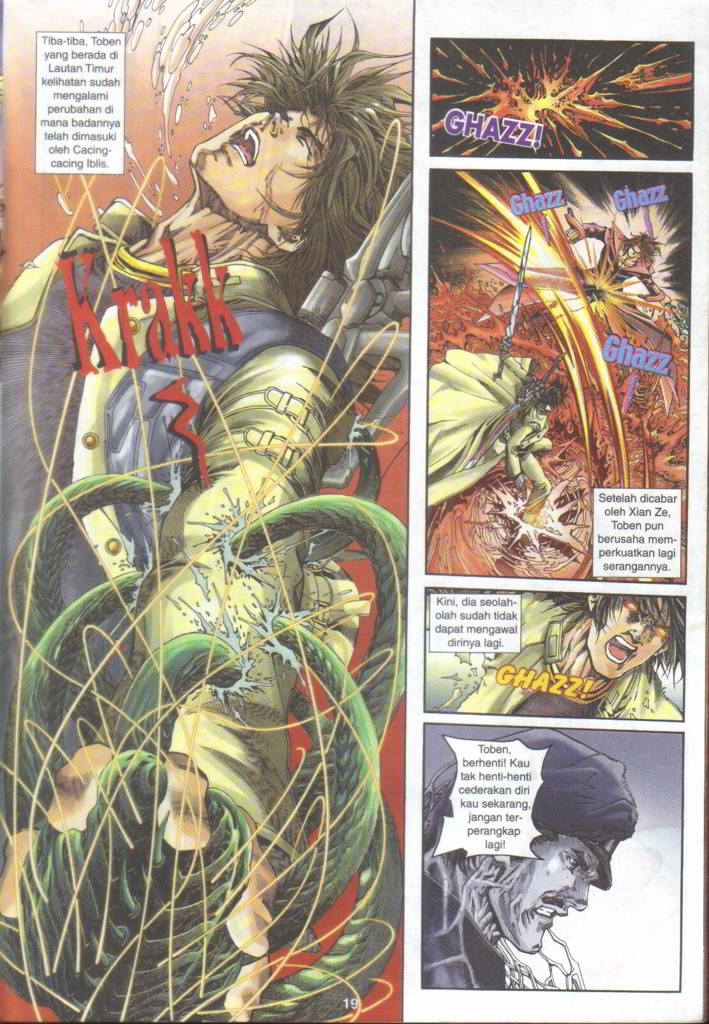 Tiba-tiba, Toben
yang berada di
Lautan Timur
kelihatan sudah
mengalami
perubahan di
mana badannya
telah dimasuki
oleh Cacing-
cacing Iblis.
Krakk
GHAZZ!
Ghazz
Ghazz
Ghazz
Setelah dicabar
oleh Xian Ze,
Toben pun
berusaha mem-
perkuatkan lagi
serangannya.
Kini, dia seolah-
olah sudah tidak
dapat mengawal
dirinya lagi.
GHAZZ!
Toben,
berhenti! Kau
tak henti-henti
cederakan diri
kau sekarang,
jangan ter-
perangkap
lagi!
19